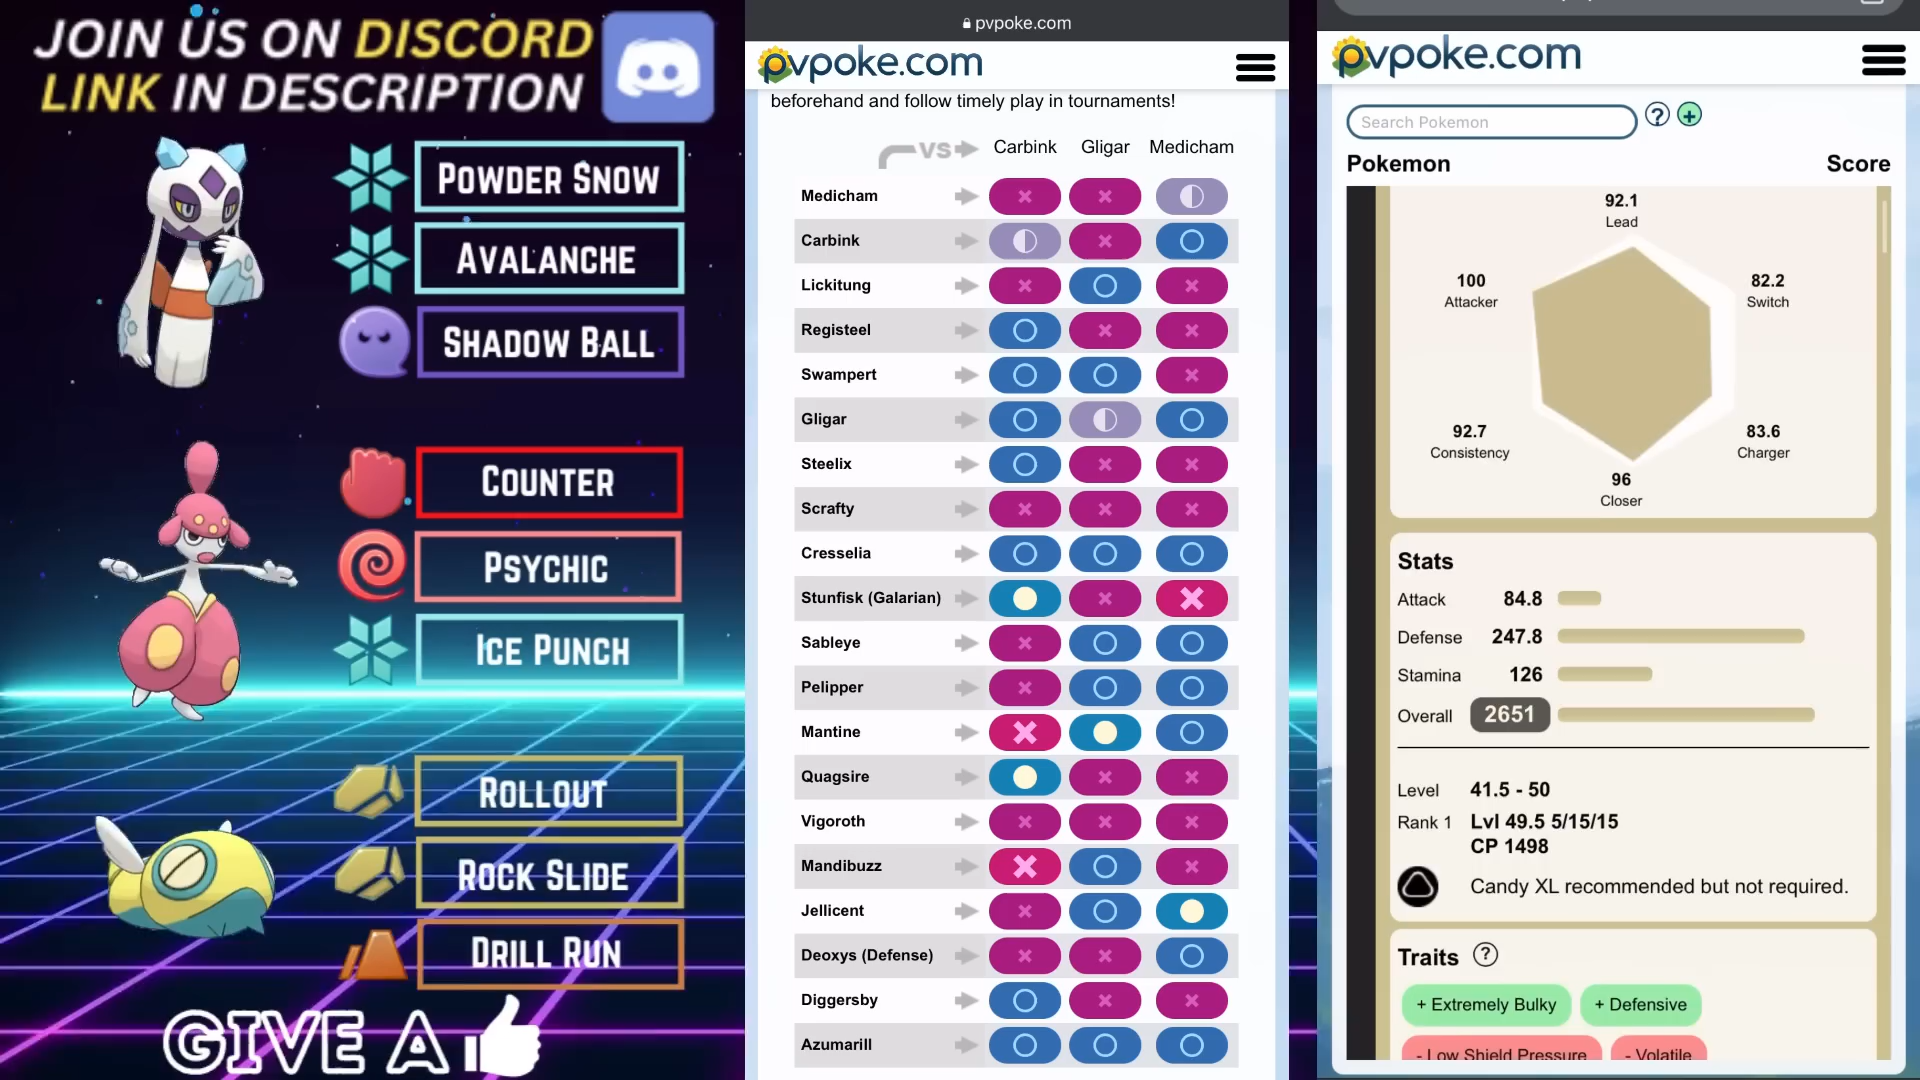 JOIN US ON DISCORD
LINK IN DESCRIPTION
POWDER SNOW
AVALANCHE
SHADOW BALL
COUNTER
PSYCHIC
ICE PUNCH
ROLLOUT
ROCK SLIDE
DRILL RUN
GIVE A
pvpoke.com
pvpoke.com
beforehand and follow timely play in tournaments!
VS Carbink Gligar Medicham
Medicham
Carbink
Lickitung
Registeel
Swampert
Gligar
Steelix
Scrafty
Cresselia
Stunfisk (Galarian)
Sableye
Pelipper
Mantine
Quagsire
Vigoroth
Mandibuzz
Jellicent
Deoxys (Defense)
Diggersby
Azumarill
pvpoke.com
Search Pokemon ? +
Pokemon Score
92.1
Lead
100
Attacker
82.2
Switch
92.7
Consistency
83.6
Charger
96
Closer
Stats
Attack 84.8
Defense 247.8
Stamina 126
Overall 2651
Level 41.5 - 50
Rank 1 Lvl 49.5 5/15/15
CP 1498
Candy XL recommended but not required.
Traits ?
+ Extremely Bulky + Defensive
- Low Shield Pressure - Volatile